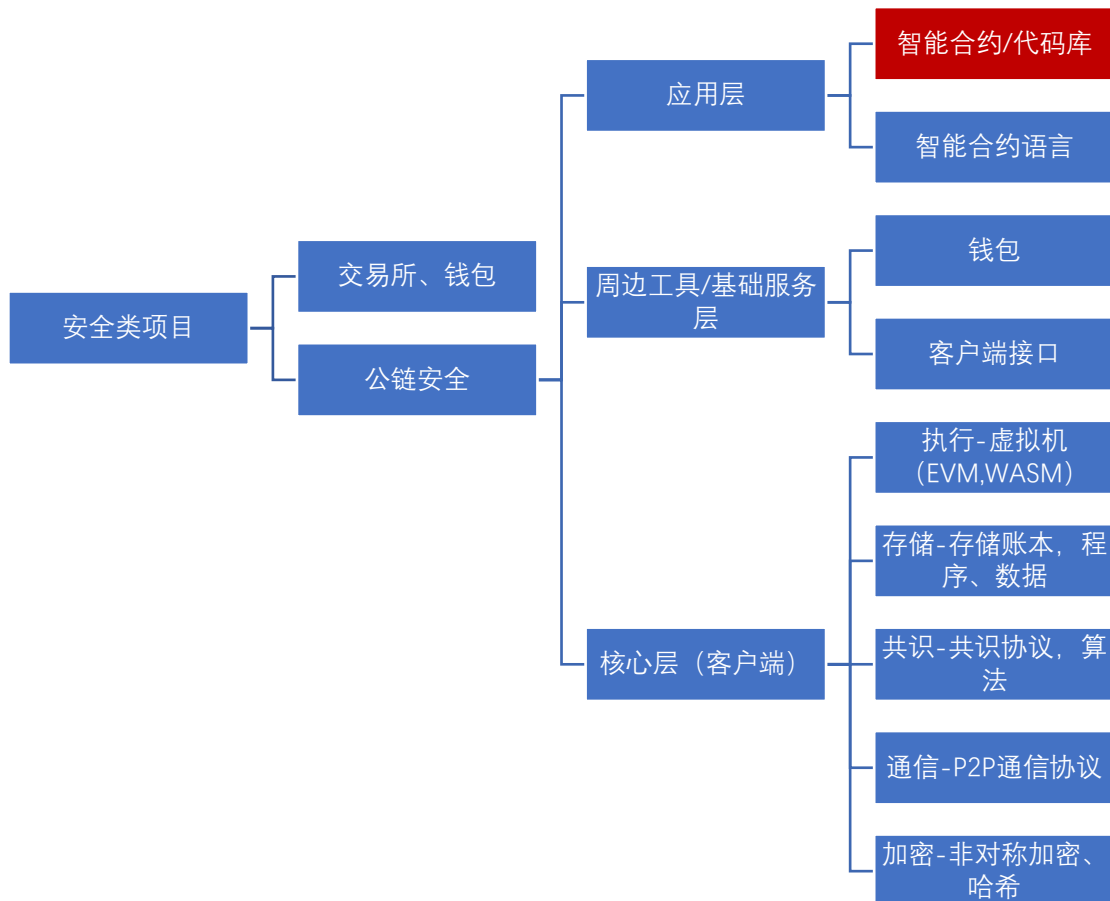 安全类项目
交易所、钱包
公链安全
应用层
周边工具/基础服务
层
核心层（客户端）
智能合约/代码库
智能合约语言
钱包
客户端接口
执行-虚拟机
（EVM,WASM）
存储-存储账本，程
序、数据
共识-共识协议，算
法
通信-P2P通信协议
加密-非对称加密、
哈希